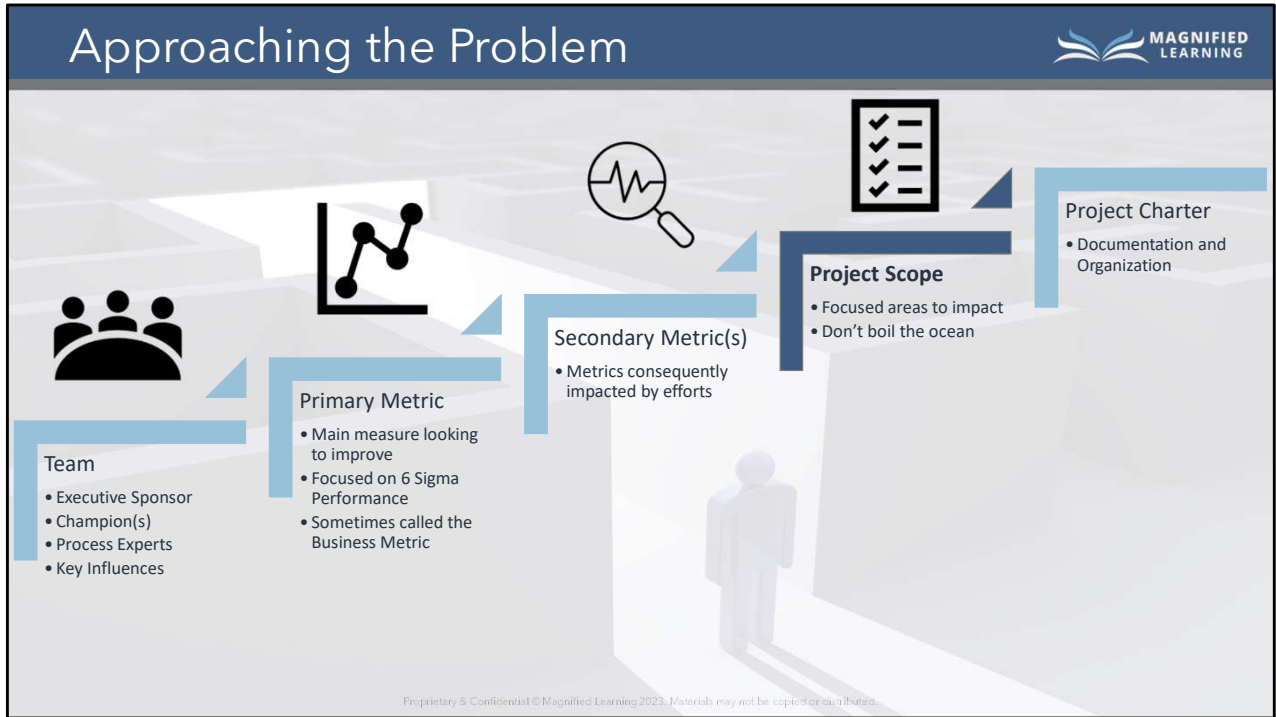 Approaching the Problem
MAGNIFIED
LEARNING
Team
• Executive Sponsor
• Champion(s)
• Process Experts
• Key Influences
Primary Metric
• Main measure looking
to improve
• Focused on 6 Sigma
Performance
• Sometimes called the
Business Metric
Secondary Metric(s)
• Metrics consequently
impacted by efforts
Project Scope
• Focused areas to impact
• Don’t boil the ocean
Project Charter
• Documentation and
Organization
Proprietary & Confidential © Magnified Learning 2023. Materials may not be copied or distributed.